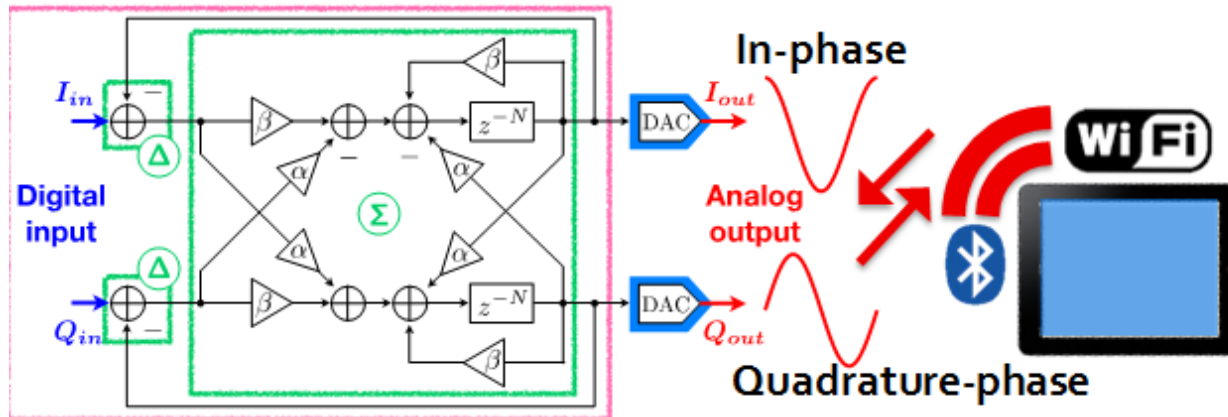 In-phase
β
I_in
−
I_out
β
z^{-N}
DAC
WiFi
Δ
−
−
α
α
Digital
input
Σ
Analog
output
Δ
α
α
β
z^{-N}
DAC
Q_in
−
Q_out
β
Quadrature-phase